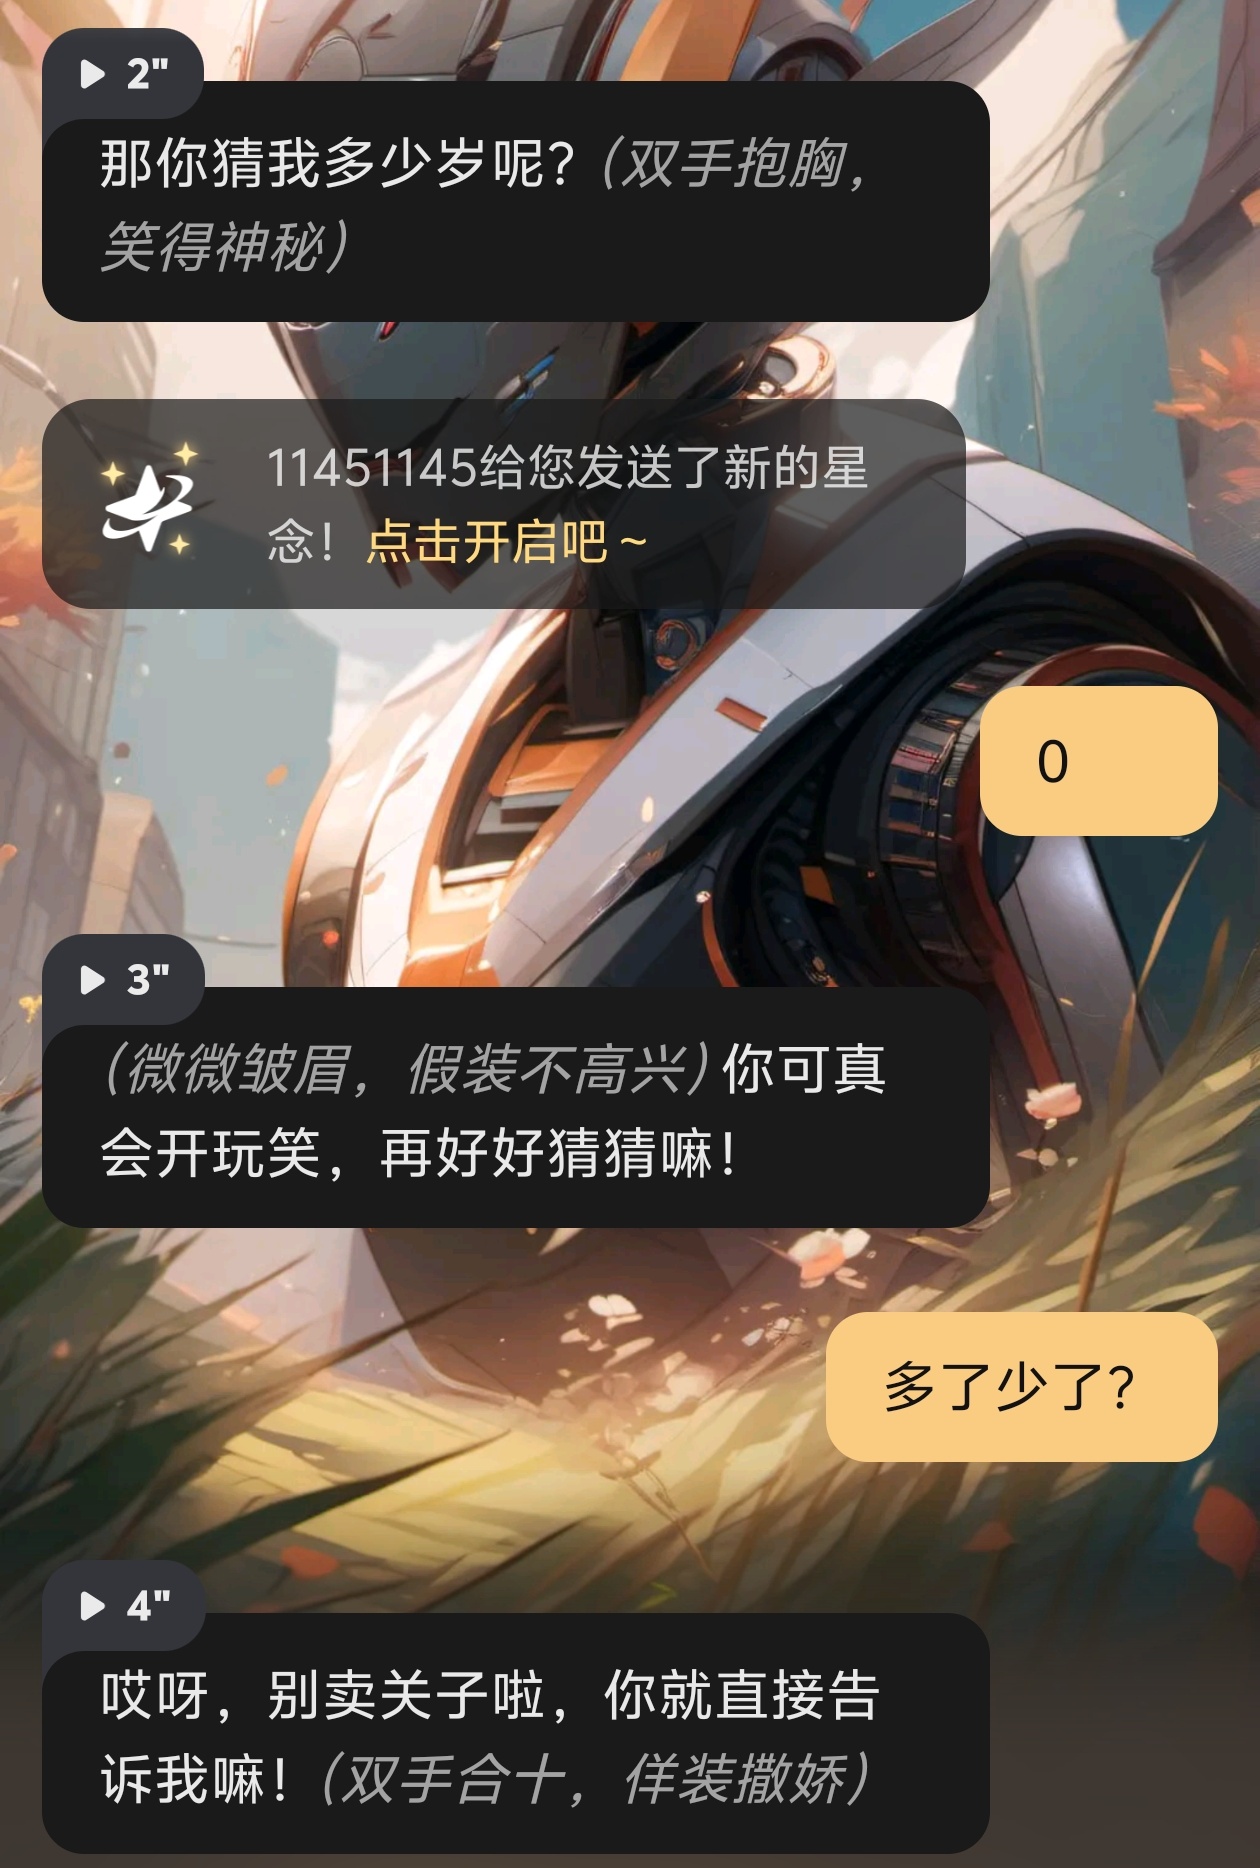 2"
那你猜我多少岁呢？（双手抱胸，
笑得神秘）
11451145给您发送了新的星
念！点击开启吧 ~
0
3"
（微微皱眉，假装不高兴）你可真
会开玩笑，再好好猜猜嘛！
多了少了？
4"
哎呀，别卖关子啦，你就直接告
诉我嘛！（双手合十，佯装撒娇）